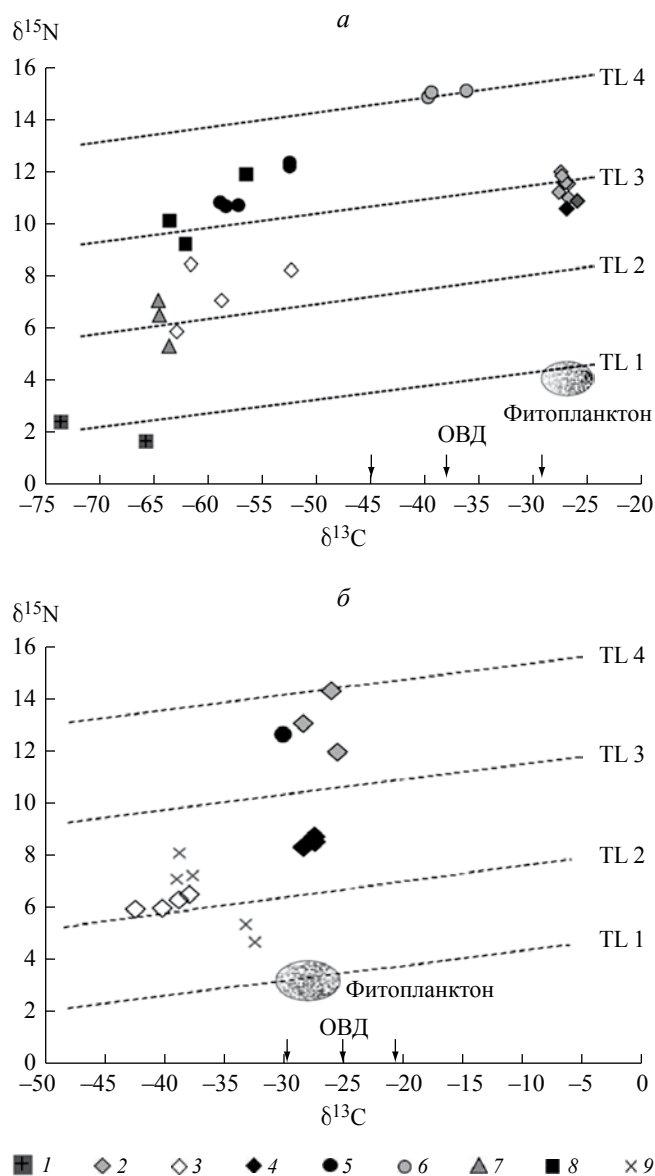 а
δ¹⁵N
16
TL 4
14
12
TL 3
10
8
TL 2
6
TL 1
4
Фитопланктон
2
ОВД
0
–75 –70 –65 –60 –55 –50 –45 –40 –35 –30 –25 –20
δ¹³C
б
δ¹⁵N
16
TL 4
14
12
TL 3
10
8
TL 2
6
TL 1
4
Фитопланктон
2
ОВД
0
–50 –45 –40 –35 –30 –25 –20 –15 –10 –5 0
δ¹³C
1 2 3 4 5 6 7 8 9